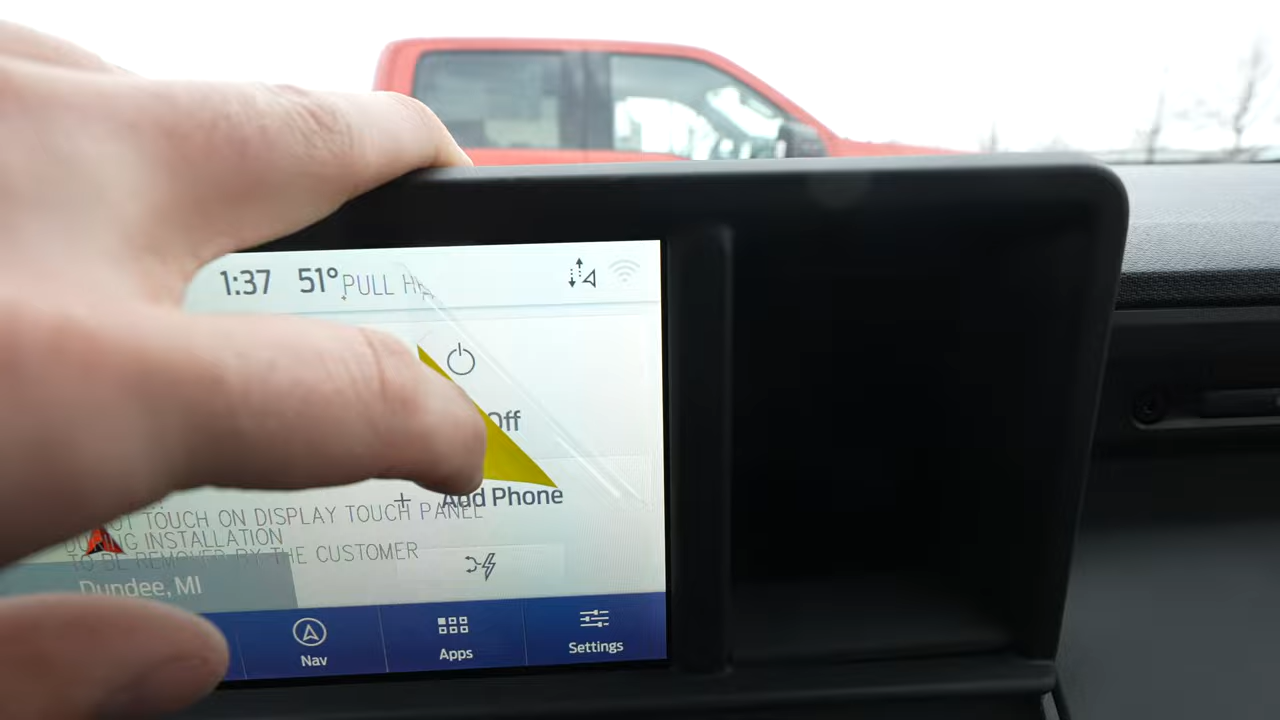 1:37 51° PULL
Off
Add Phone
TOUCH ON DISPLAY TOUCH PANEL
DURING INSTALLATION
TO BE REMOVED BY THE CUSTOMER
Dundee, MI
Nav Apps Settings